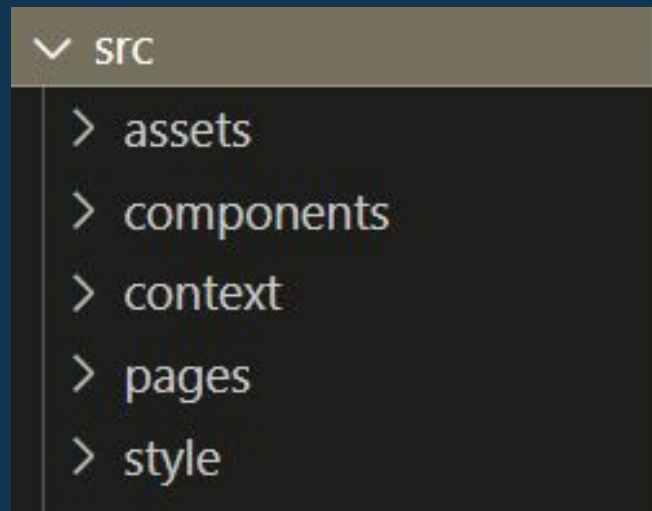 src
assets
components
context
pages
style